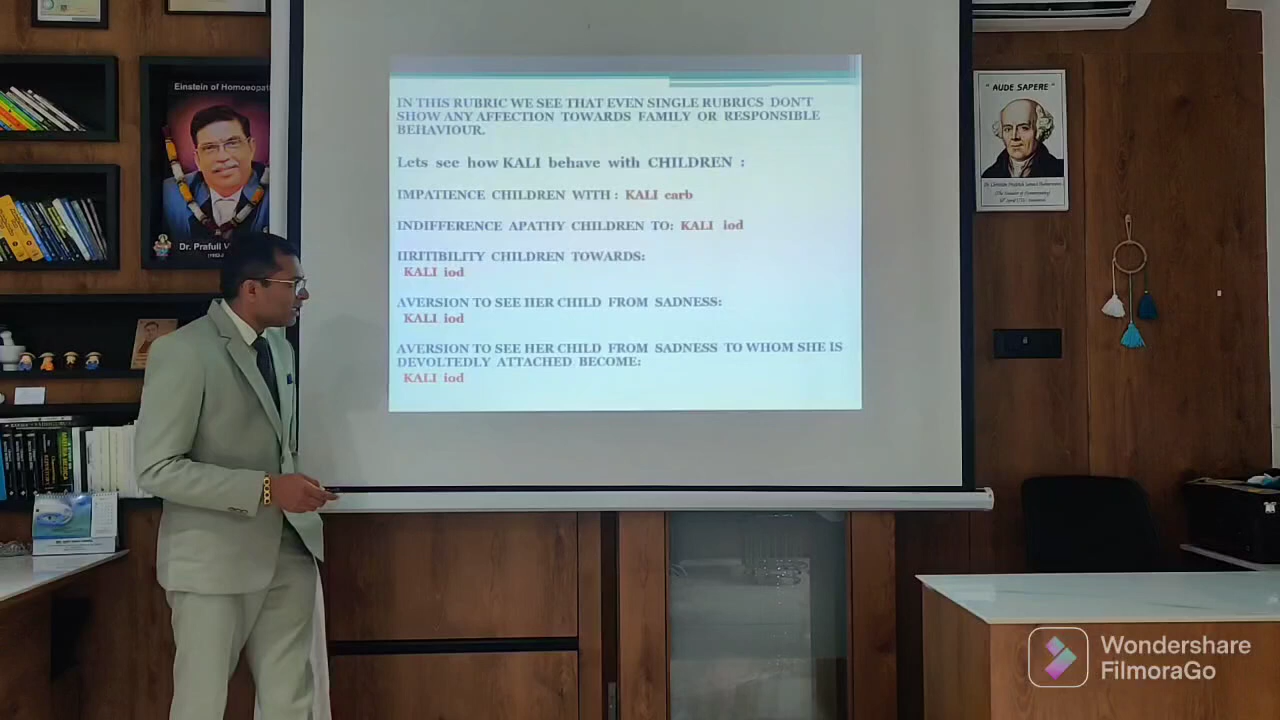 Einstein of Homoeopat
Dr. Prafull V
" AUDE SAPERE "
IN THIS RUBRIC WE SEE THAT EVEN SINGLE RUBRICS DON'T
SHOW ANY AFFECTION TOWARDS FAMILY OR RESPONSIBLE
BEHAVIOUR.
Lets see how KALI behave with CHILDREN :
IMPATIENCE CHILDREN WITH : KALI carb
INDIFFERENCE APATHY CHILDREN TO: KALI iod
IIRITIBILITY CHILDREN TOWARDS:
KALI iod
AVERSION TO SEE HER CHILD FROM SADNESS:
KALI iod
AVERSION TO SEE HER CHILD FROM SADNESS TO WHOM SHE IS
DEVOLTEDLY ATTACHED BECOME:
KALI iod
Wondershare
FilmoraGo